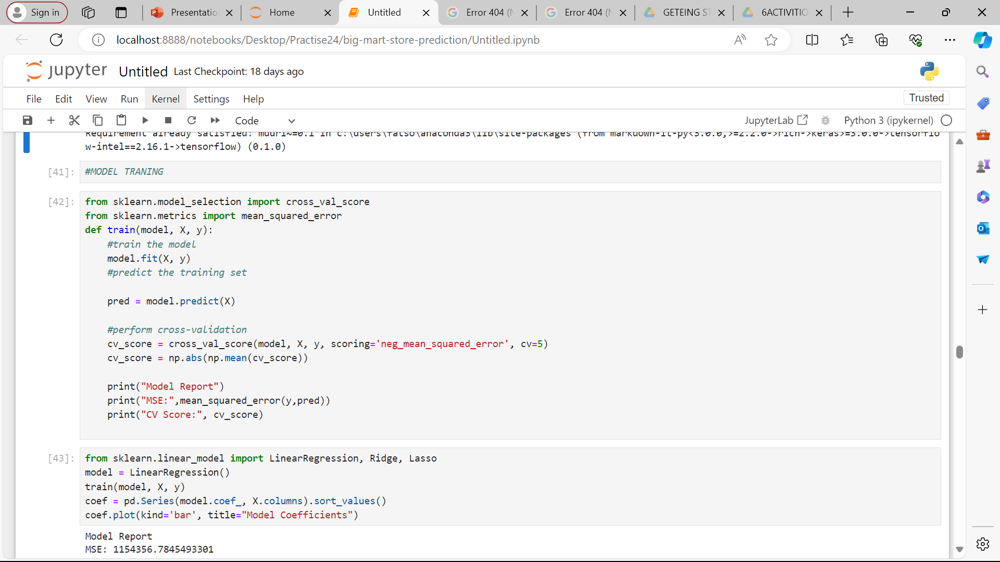 Sign in
Presentatio
Home
Untitled
Error 404 (N
Error 404 (N
GETEING ST
6ACTIVITIO
localhost:8888/notebooks/Desktop/Practise24/big-mart-store-prediction/Untitled.ipynb
jupyter Untitled Last Checkpoint: 18 days ago
File Edit View Run Kernel Settings Help
Trusted
Code
JupyterLab
Python 3 (ipykernel)
Requirement already satisfied: mdurl~=0.1 in c:\users\fatso\anaconda3\lib\site-packages (from markdown-it-py<3.0.0,>=2.2.0->rich->keras>=3.0.0->tensorflo
w-intel==2.16.1->tensorflow) (0.1.0)
[41]: #MODEL TRANING
[42]: from sklearn.model_selection import cross_val_score
from sklearn.metrics import mean_squared_error
def train(model, X, y):
    #train the model
    model.fit(X, y)
    #predict the training set
    pred = model.predict(X)
    #perform cross-validation
    cv_score = cross_val_score(model, X, y, scoring='neg_mean_squared_error', cv=5)
    cv_score = np.abs(np.mean(cv_score))
    print("Model Report")
    print("MSE:",mean_squared_error(y,pred))
    print("CV Score:", cv_score)
[43]: from sklearn.linear_model import LinearRegression, Ridge, Lasso
model = LinearRegression()
train(model, X, y)
coef = pd.Series(model.coef_, X.columns).sort_values()
coef.plot(kind='bar', title="Model Coefficients")
Model Report
MSE: 1154356.7845493301